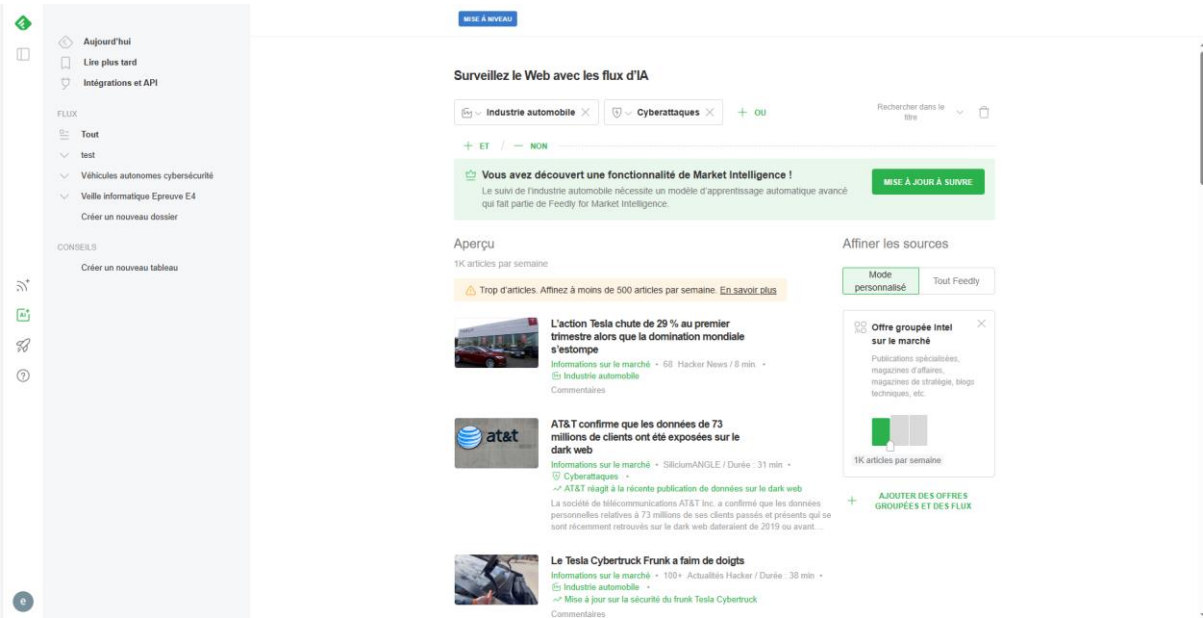 MISE À NIVEAU
Aujourd'hui
Lire plus tard
Intégrations et API
FLUX
Tout
test
Véhicules autonomes cybersécurité
Veille informatique Epreuve E4
Créer un nouveau dossier
CONSEILS
Créer un nouveau tableau
AI
e
Surveillez le Web avec les flux d'IA
Industrie automobile
Cyberattaques
+ OU
Rechercher dans le
filtre
+ ET / — NON
Vous avez découvert une fonctionnalité de Market Intelligence !
Le suivi de l'industrie automobile nécessite un modèle d'apprentissage automatique avancé
qui fait partie de Feedly for Market Intelligence.
MISE À JOUR À SUIVRE
Aperçu
1K articles par semaine
Trop d'articles. Affinez à moins de 500 articles par semaine. En savoir plus
L'action Tesla chute de 29 % au premier
trimestre alors que la domination mondiale
s'estompe
Informations sur le marché • 68 Hacker News / 8 min •
Industrie automobile
Commentaires
at&t
AT&T confirme que les données de 73
millions de clients ont été exposées sur le
dark web
Informations sur le marché • SiliciumANGLE / Durée : 31 min •
Cyberattaques •
AT&T réagit à la récente publication de données sur le dark web
La société de télécommunications AT&T Inc. a confirmé que les données
personnelles relatives à 73 millions de ses clients passés et présents qui se
sont récemment retrouvés sur le dark web dateraient de 2019 ou avant…
Le Tesla Cybertruck Frunk a faim de doigts
Informations sur le marché • 100+ Actualités Hacker / Durée : 38 min •
Industrie automobile •
Mise à jour sur la sécurité du frunk Tesla Cybertruck
Commentaires
Affiner les sources
Mode
personnalisé
Tout Feedly
Offre groupée Intel
sur le marché
Publications spécialisées,
magazines d'affaires,
magazines de stratégie, blogs
techniques, etc.
1K articles par semaine
+ AJOUTER DES OFFRES
GROUPÉES ET DES FLUX